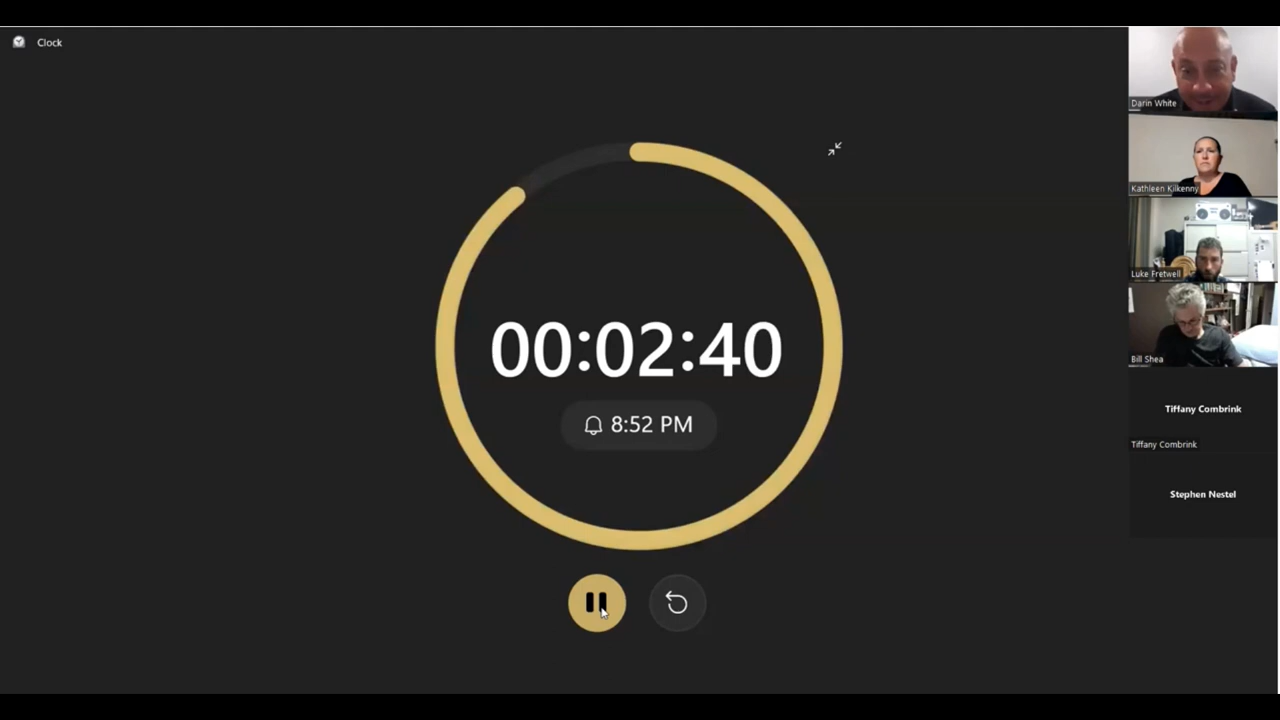 Clock
00:02:40
8:52 PM
Darin White
Kathleen Kilkenny
Luke Fretwell
Bill Shea
Tiffany Combrink
Tiffany Combrink
Stephen Nestel